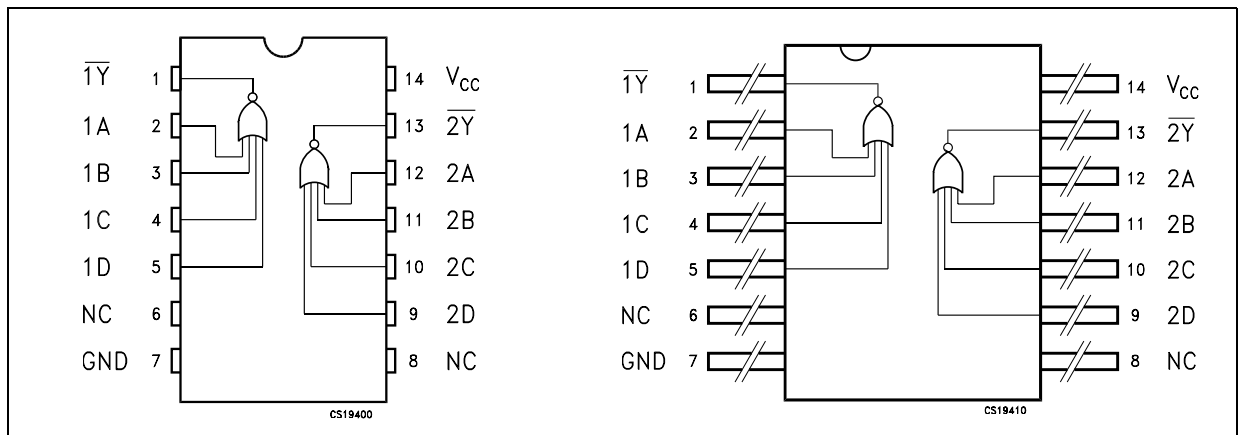 1Y 1 14 VCC
1A 2 13 2Y
1B 3 12 2A
1C 4 11 2B
1D 5 10 2C
NC 6 9 2D
GND 7 8 NC
CS19400
1Y 1 14 VCC
1A 2 13 2Y
1B 3 12 2A
1C 4 11 2B
1D 5 10 2C
NC 6 9 2D
GND 7 8 NC
CS19410